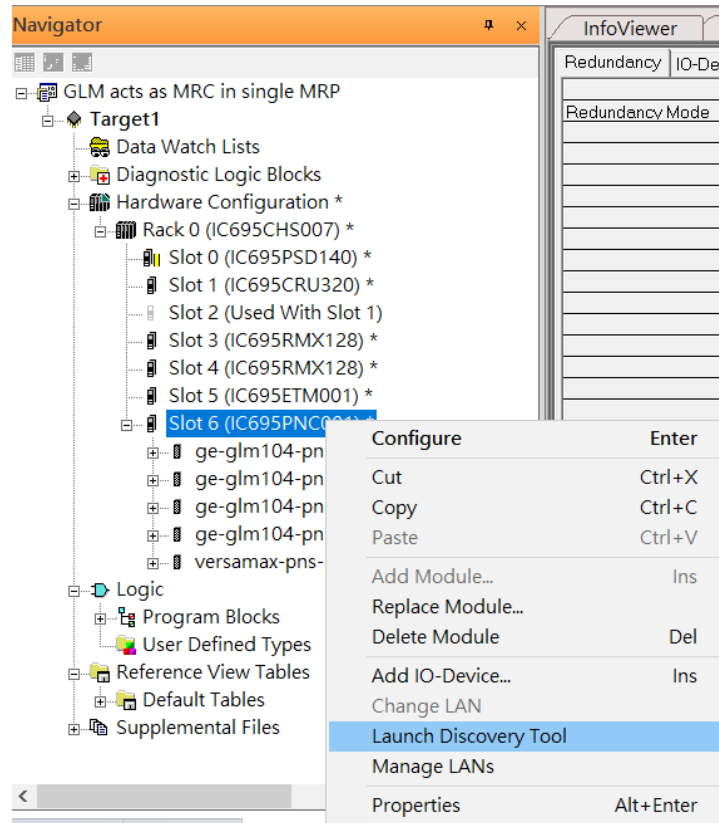 Navigator
InfoViewer
Redundancy IO-De
GLM acts as MRC in single MRP
Redundancy Mode
Target1
Data Watch Lists
Diagnostic Logic Blocks
Hardware Configuration *
Rack 0 (IC695CHS007) *
Slot 0 (IC695PSD140) *
Slot 1 (IC695CRU320) *
Slot 2 (Used With Slot 1)
Slot 3 (IC695RMX128) *
Slot 4 (IC695RMX128) *
Slot 5 (IC695ETM001) *
Slot 6 (IC695PNC001) *
ge-glm104-pn
ge-glm104-pn
ge-glm104-pn
ge-glm104-pn
versamax-pns-
Logic
Program Blocks
User Defined Types
Reference View Tables
Default Tables
Supplemental Files
Configure Enter
Cut Ctrl+X
Copy Ctrl+C
Paste Ctrl+V
Add Module... Ins
Replace Module...
Delete Module Del
Add IO-Device... Ins
Change LAN
Launch Discovery Tool
Manage LANs
Properties Alt+Enter